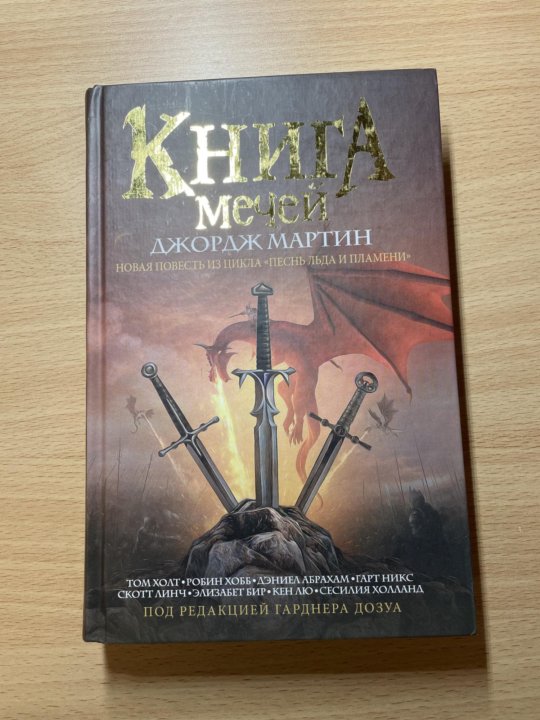 КНИГА
мечей
ДЖОРДЖ МАРТИН
НОВАЯ ПОВЕСТЬ ИЗ ЦИКЛА «ПЕСНЬ ЛЬДА И ПЛАМЕНИ»
ТОМ ХОЛТ • РОБИН ХОББ • ДЭНИЕЛ АБРАХАМ • ГАРТ НИКС
СКОТТ ЛИНЧ • ЭЛИЗАБЕТ БИР • КЕН ЛЮ • СЕСИЛИЯ ХОЛЛАНД
ПОД РЕДАКЦИЕЙ ГАРДНЕРА ДОЗУА